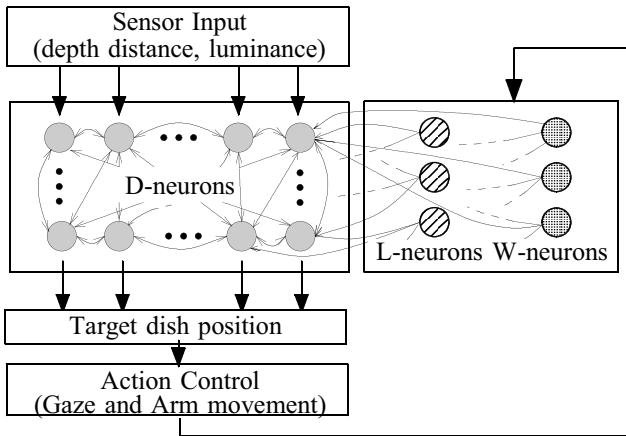 Sensor Input
(depth distance, luminance)
D-neurons
L-neurons W-neurons
Target dish position
Action Control
(Gaze and Arm movement)